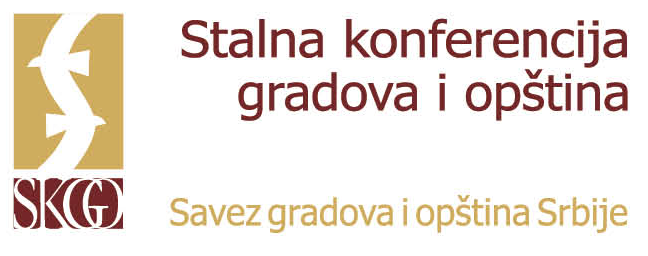 Stalna konferencija
gradova i opština
SKGO
Savez gradova i opština Srbije